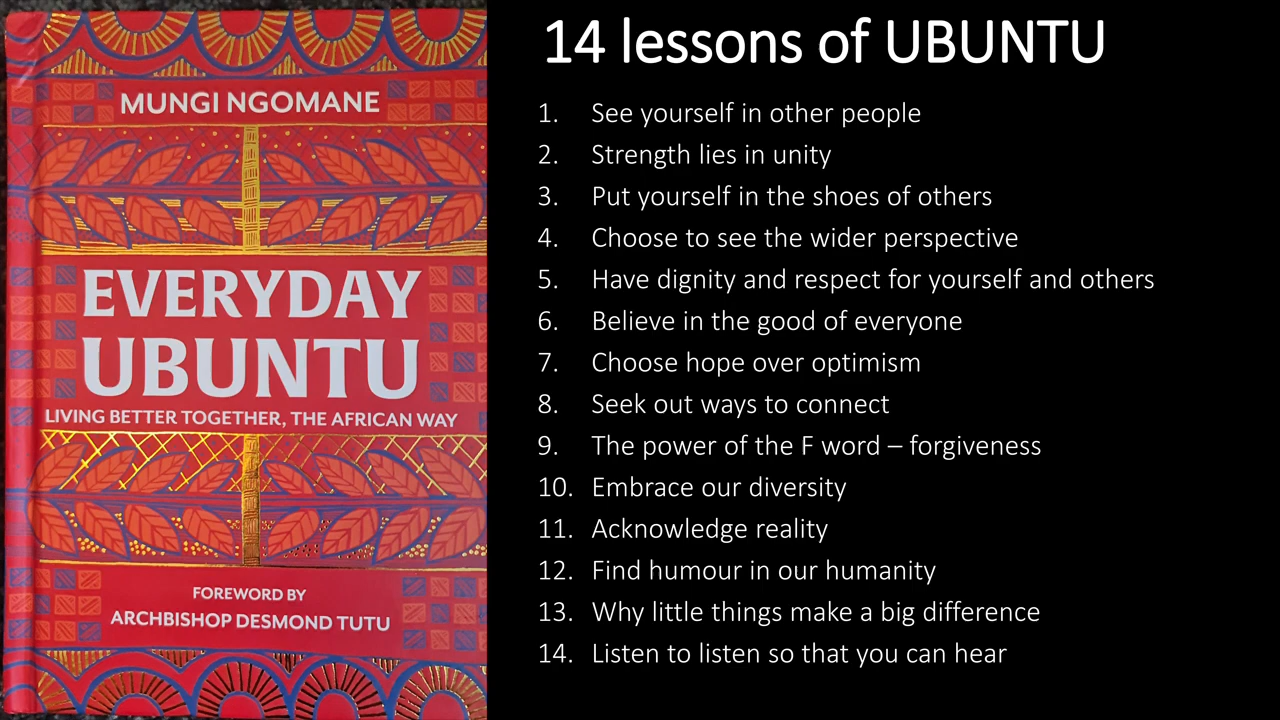 MUNGI NGOMANE
EVERYDAY
UBUNTU
LIVING BETTER TOGETHER, THE AFRICAN WAY
FOREWORD BY
ARCHBISHOP DESMOND TUTU
14 lessons of UBUNTU
1. See yourself in other people
2. Strength lies in unity
3. Put yourself in the shoes of others
4. Choose to see the wider perspective
5. Have dignity and respect for yourself and others
6. Believe in the good of everyone
7. Choose hope over optimism
8. Seek out ways to connect
9. The power of the F word – forgiveness
10. Embrace our diversity
11. Acknowledge reality
12. Find humour in our humanity
13. Why little things make a big difference
14. Listen to listen so that you can hear